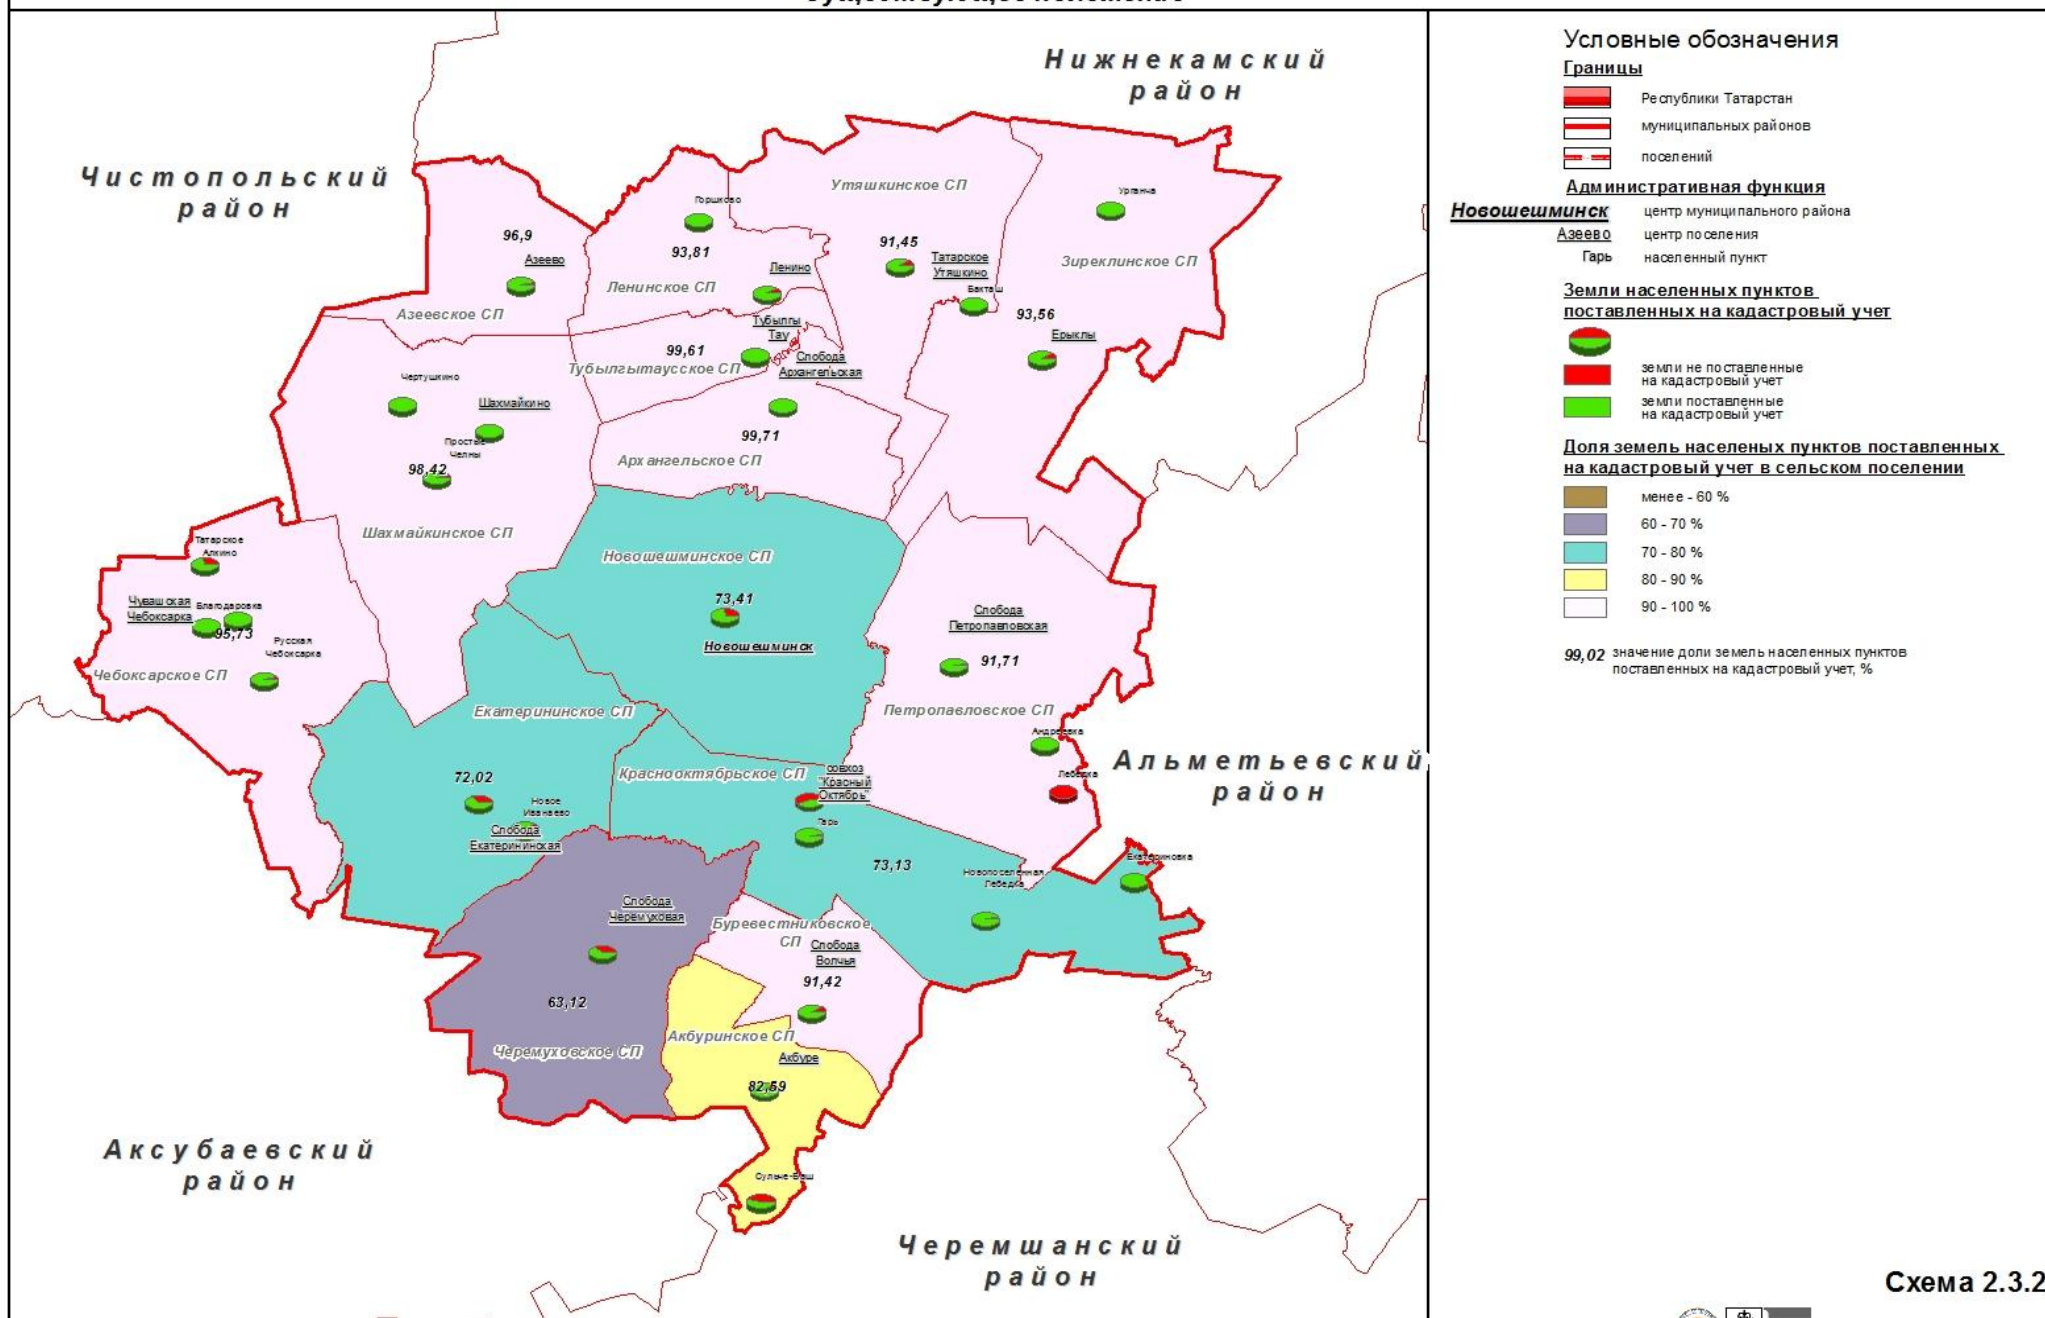 Нижнекамский
район
Чистопольский
район
Утяшкинское СП
Урганча
Горшково
96,9
Азеево
93,81
91,45
Татарское
Утяшкино
Зиреклинское СП
Ленино
Ленинское СП
Бакташ
Азеевское СП
93,56
Ерыклы
Тубылгы
Тау
99,61
Тубылгытаусское СП
Слобода
Архангельская
Чертушкино
Шахмайкино
Простые
Челны
98,42
99,71
Архангельское СП
Шахмайкинское СП
Татарское
Алкино
Новошешминское СП
73,41
Новошешминск
Чувашская
Чебоксарка
Благодаровка
95,73
Русская
Чебоксарка
Чебоксарское СП
Слобода
Петропавловская
91,71
Петропавловское СП
Екатерининское СП
Андреевка
Лебедка
Альметьевский
район
72,02
Новое
Иванаево
Слобода
Екатерининская
Краснооктябрьское СП
совхоз
"Красный
Октябрь"
Гарь
73,13
Новопоселенная
Лебедка
Екатериновка
Слобода
Черемуховая
63,12
Черемуховское СП
Буревестниковское
СП
Слобода
Волчья
91,42
Акбуринское СП
Акбуре
82,59
Сульче-Баш
Аксубаевский
район
Черемшанский
район
Условные обозначения
Границы
Республики Татарстан
муниципальных районов
поселений
Административная функция
Новошешминск центр муниципального района
Азеево центр поселения
Гарь населенный пункт
Земли населенных пунктов
поставленных на кадастровый учет
земли не поставленные
на кадастровый учет
земли поставленные
на кадастровый учет
Доля земель населеных пунктов поставленных
на кадастровый учет в сельском поселении
менее - 60 %
60 - 70 %
70 - 80 %
80 - 90 %
90 - 100 %
99,02 значение доли земель населенных пунктов
поставленных на кадастровый учет, %
Схема 2.3.2